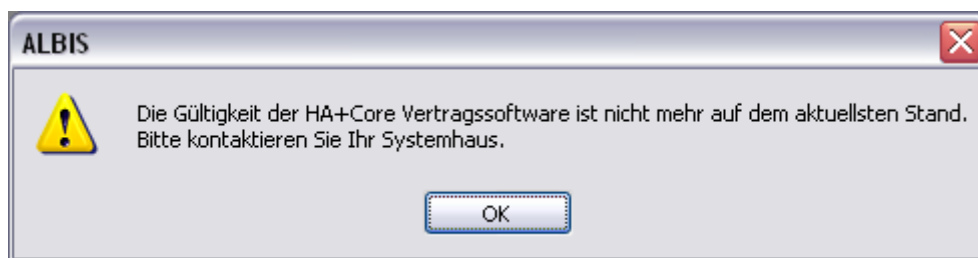 ALBIS
Die Gültigkeit der HA+Core Vertragssoftware ist nicht mehr auf dem aktuellsten Stand.
Bitte kontaktieren Sie Ihr Systemhaus.
OK